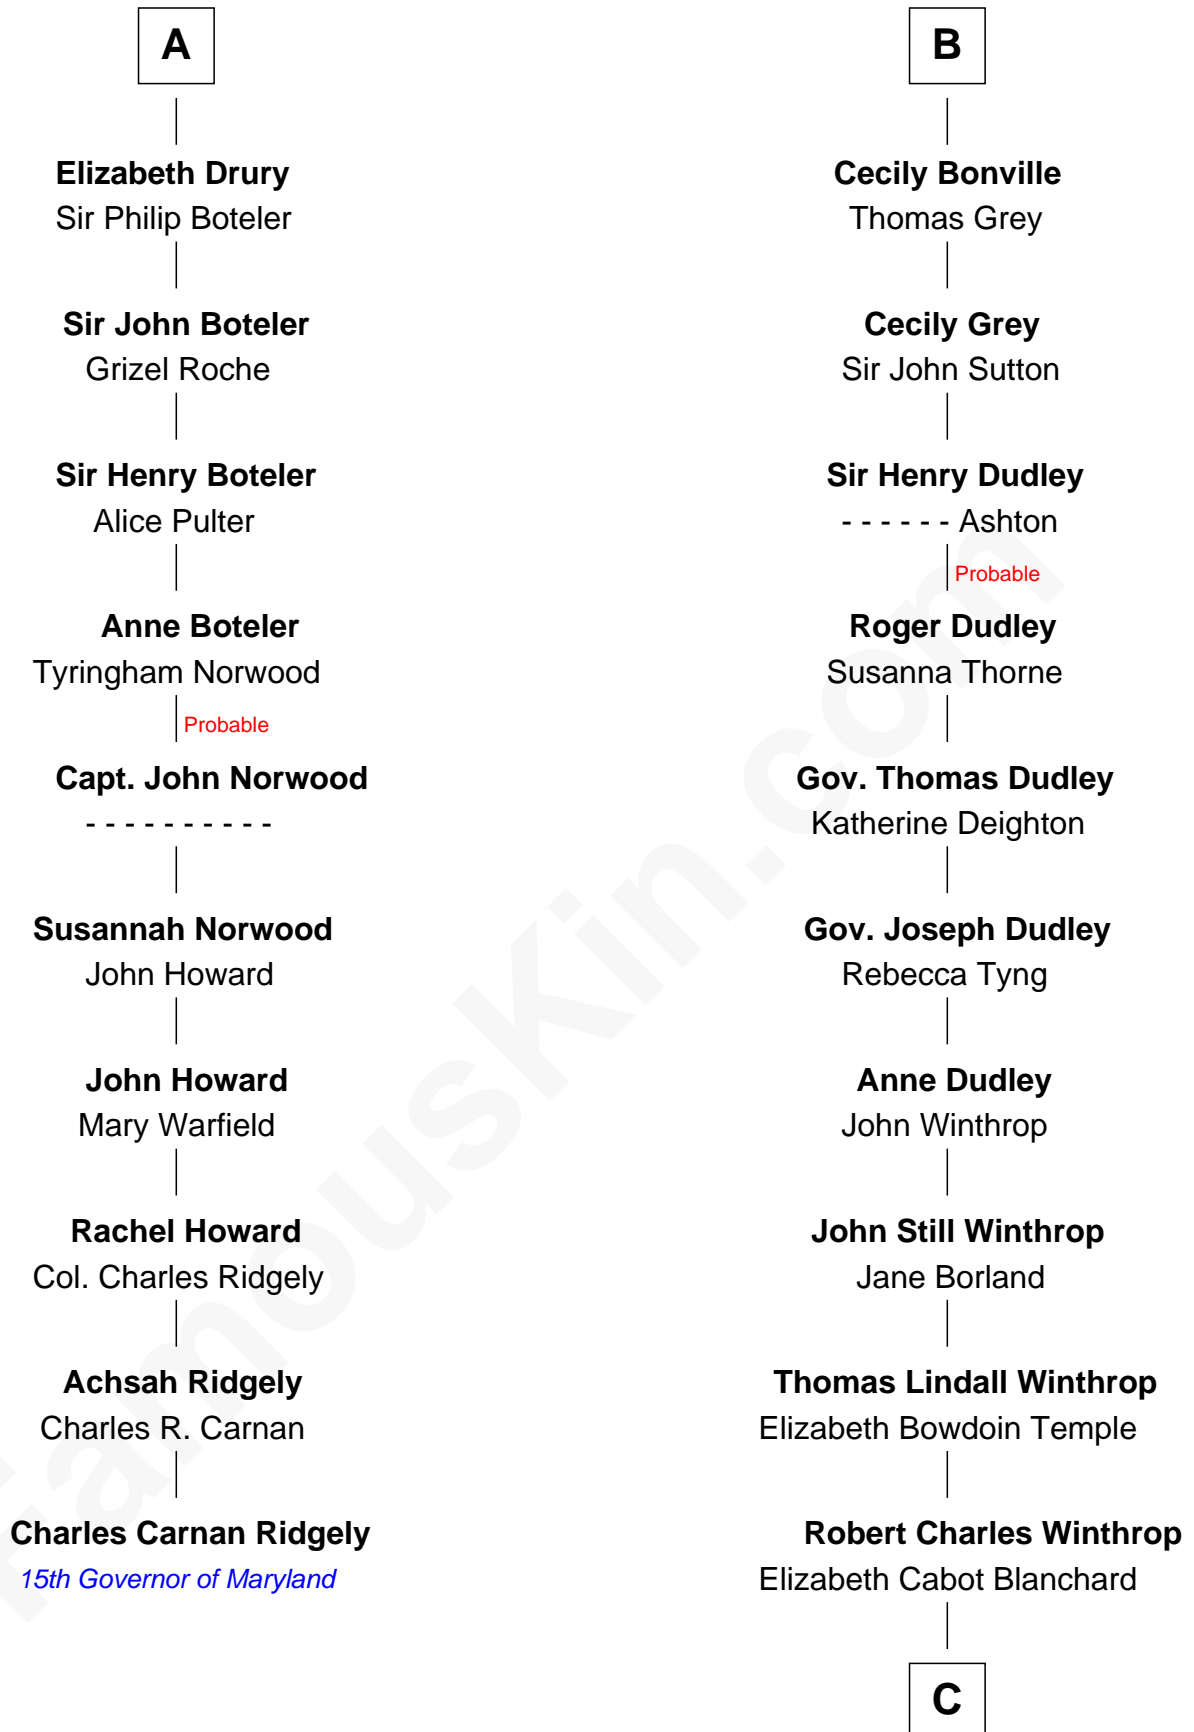 A
Elizabeth Drury
Sir Philip Boteler
Sir John Boteler
Grizel Roche
Sir Henry Boteler
Alice Pulter
Anne Boteler
Tyringham Norwood
Probable
Capt. John Norwood
- - - - - - - - - -
Susannah Norwood
John Howard
John Howard
Mary Warfield
Rachel Howard
Col. Charles Ridgely
Achsah Ridgely
Charles R. Carnan
Charles Carnan Ridgely
15th Governor of Maryland
B
Cecily Bonville
Thomas Grey
Cecily Grey
Sir John Sutton
Sir Henry Dudley
- - - - - - Ashton
Probable
Roger Dudley
Susanna Thorne
Gov. Thomas Dudley
Katherine Deighton
Gov. Joseph Dudley
Rebecca Tyng
Anne Dudley
John Winthrop
John Still Winthrop
Jane Borland
Thomas Lindall Winthrop
Elizabeth Bowdoin Temple
Robert Charles Winthrop
Elizabeth Cabot Blanchard
C
FamousKin.com